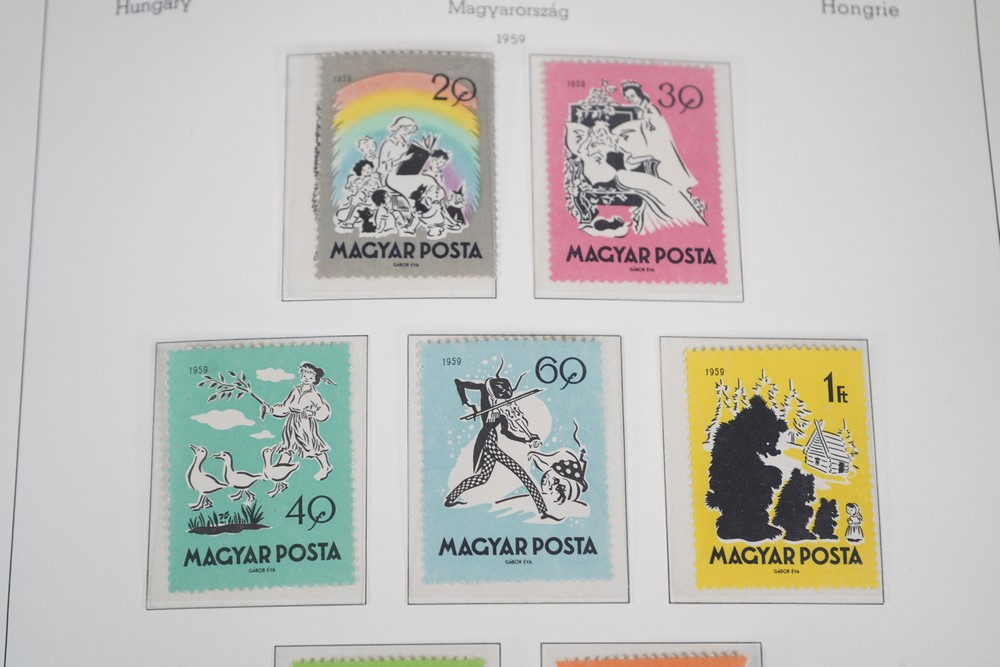 Hungary Magyarország Hongrie
1959
1959 20
MAGYAR POSTA
GÁBOR ÉVA
1959 30
MAGYAR POSTA
GÁBOR ÉVA
1959
40
MAGYAR POSTA
GÁBOR ÉVA
1959 60
MAGYAR POSTA
GÁBOR ÉVA
1959 1Ft
MAGYAR POSTA
GÁBOR ÉVA